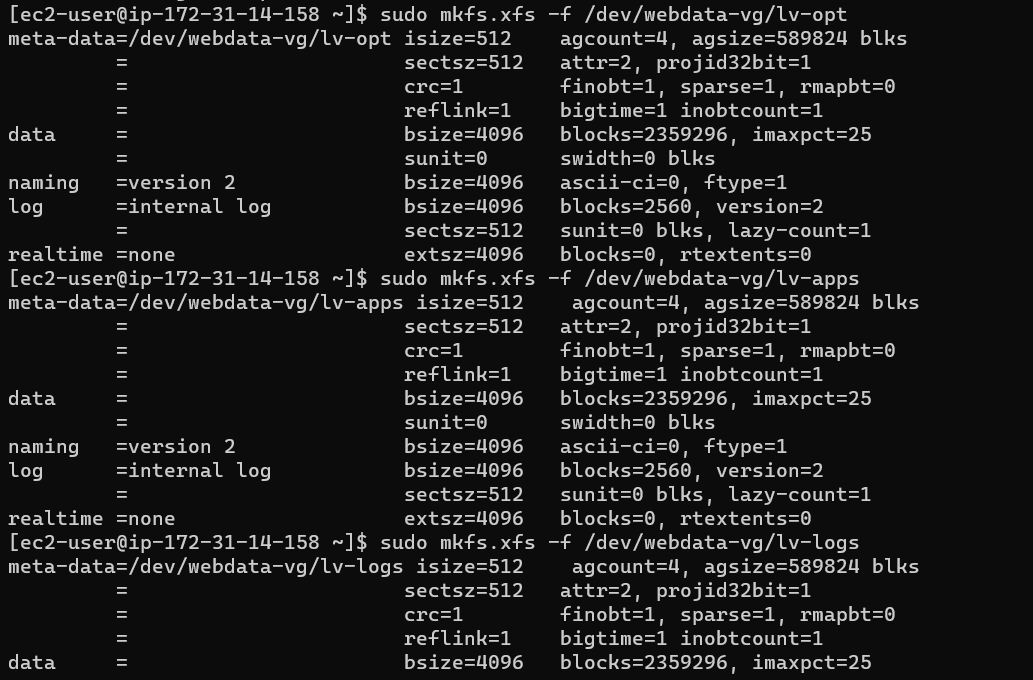 [ec2-user@ip-172-31-14-158 ~]$ sudo mkfs.xfs -f /dev/webdata-vg/lv-opt
meta-data=/dev/webdata-vg/lv-opt isize=512    agcount=4, agsize=589824 blks
         =                       sectsz=512   attr=2, projid32bit=1
         =                       crc=1        finobt=1, sparse=1, rmapbt=0
         =                       reflink=1    bigtime=1 inobtcount=1
data     =                       bsize=4096   blocks=2359296, imaxpct=25
         =                       sunit=0      swidth=0 blks
naming   =version 2              bsize=4096   ascii-ci=0, ftype=1
log      =internal log           bsize=4096   blocks=2560, version=2
         =                       sectsz=512   sunit=0 blks, lazy-count=1
realtime =none                   extsz=4096   blocks=0, rtextents=0
[ec2-user@ip-172-31-14-158 ~]$ sudo mkfs.xfs -f /dev/webdata-vg/lv-apps
meta-data=/dev/webdata-vg/lv-apps isize=512    agcount=4, agsize=589824 blks
         =                       sectsz=512   attr=2, projid32bit=1
         =                       crc=1        finobt=1, sparse=1, rmapbt=0
         =                       reflink=1    bigtime=1 inobtcount=1
data     =                       bsize=4096   blocks=2359296, imaxpct=25
         =                       sunit=0      swidth=0 blks
naming   =version 2              bsize=4096   ascii-ci=0, ftype=1
log      =internal log           bsize=4096   blocks=2560, version=2
         =                       sectsz=512   sunit=0 blks, lazy-count=1
realtime =none                   extsz=4096   blocks=0, rtextents=0
[ec2-user@ip-172-31-14-158 ~]$ sudo mkfs.xfs -f /dev/webdata-vg/lv-logs
meta-data=/dev/webdata-vg/lv-logs isize=512    agcount=4, agsize=589824 blks
         =                       sectsz=512   attr=2, projid32bit=1
         =                       crc=1        finobt=1, sparse=1, rmapbt=0
         =                       reflink=1    bigtime=1 inobtcount=1
data     =                       bsize=4096   blocks=2359296, imaxpct=25